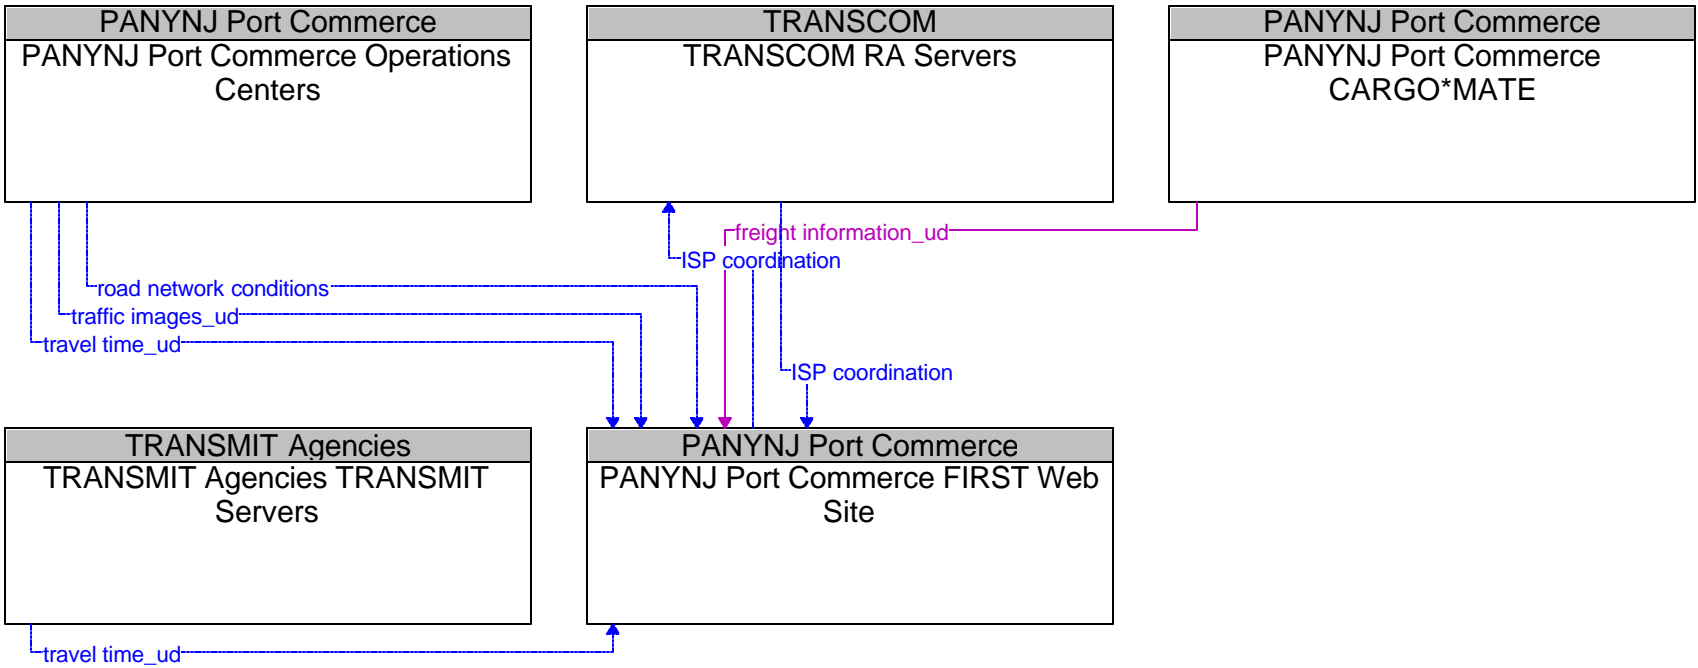 PANYNJ Port Commerce
PANYNJ Port Commerce Operations
Centers
TRANSCOM
TRANSCOM RA Servers
PANYNJ Port Commerce
PANYNJ Port Commerce
CARGO*MATE
freight information_ud
ISP coordination
road network conditions
traffic images_ud
travel time_ud
ISP coordination
TRANSMIT Agencies
TRANSMIT Agencies TRANSMIT
Servers
PANYNJ Port Commerce
PANYNJ Port Commerce FIRST Web
Site
travel time_ud